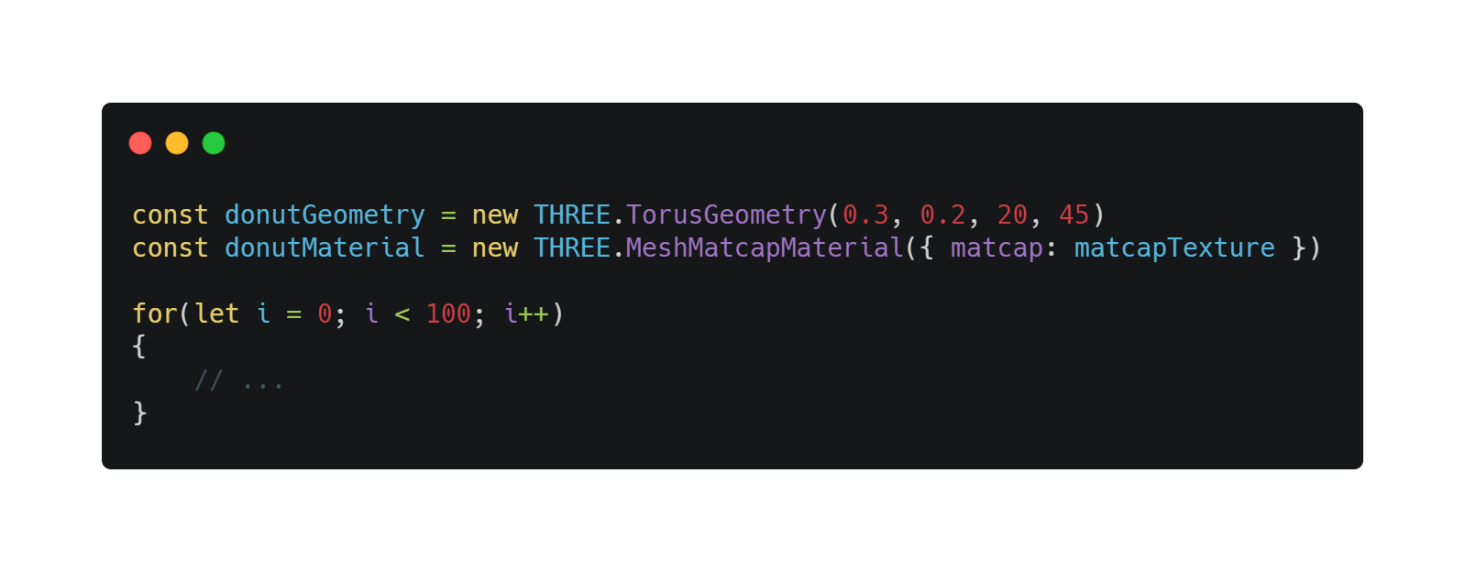 const donutGeometry = new THREE.TorusGeometry(0.3, 0.2, 20, 45)
const donutMaterial = new THREE.MeshMatcapMaterial({ matcap: matcapTexture })

for(let i = 0; i < 100; i++)
{
    // ...
}